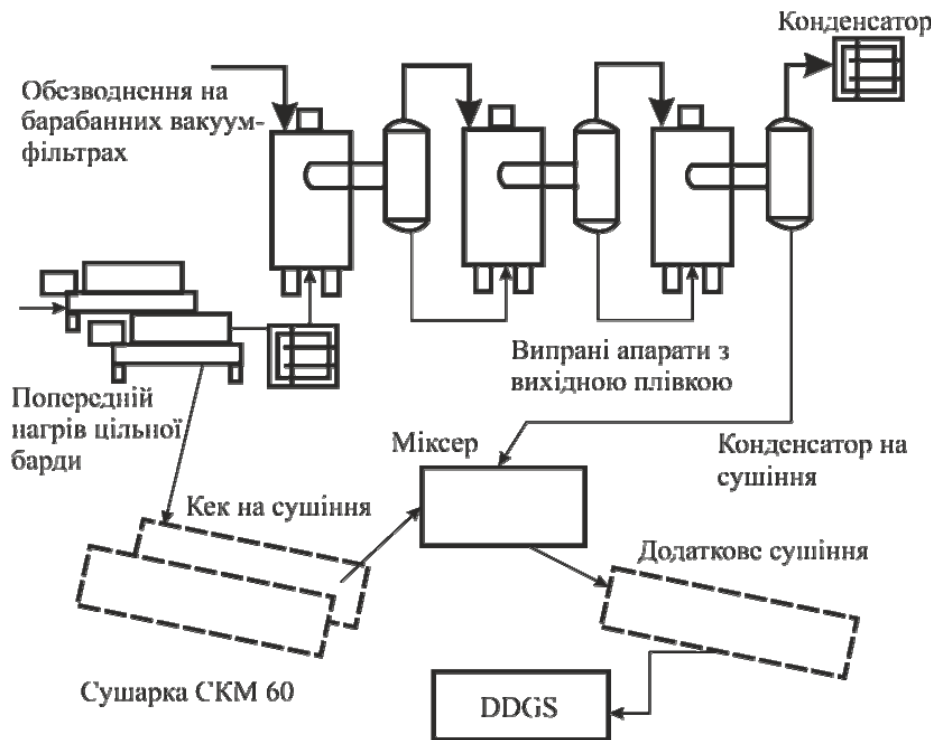 Конденсатор
Обезводнення на
барабанних вакуум-
фільтрах
Випрані апарати з
вихідною плівкою
Попередній
нагрів цільної
барди
Міксер
Конденсатор на
сушіння
Кек на сушіння
Додаткове сушіння
Сушарка СКМ 60
DDGS